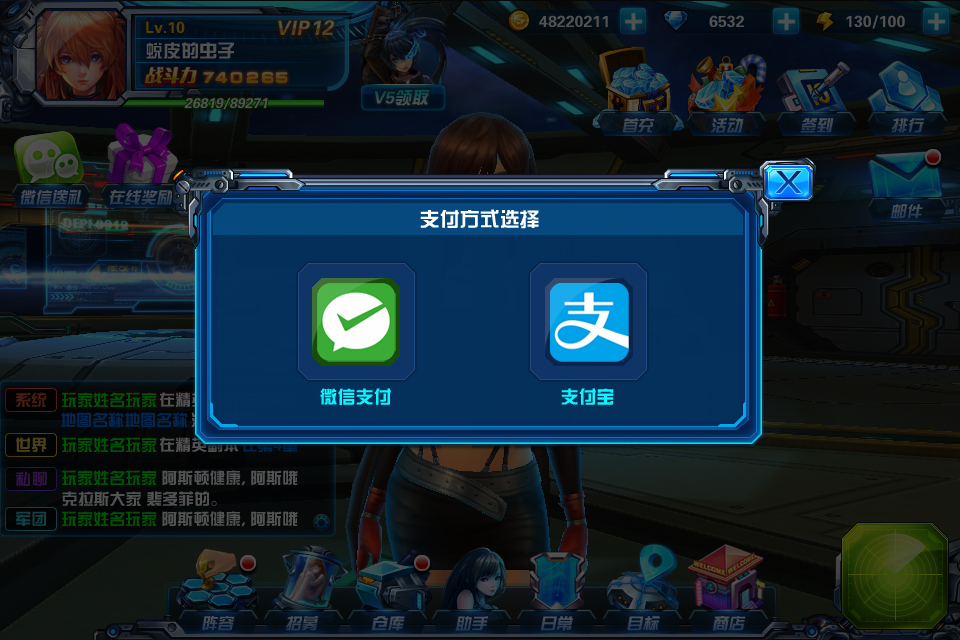 Lv.10
VIP12
蜕皮的虫子
战斗力 740265
26819/89271
V5领取
48220211
6532
130/100
首充
活动
签到
排行
微信送礼
在线奖励
邮件
支付方式选择
微信支付
支付宝
系统 玩家姓名玩家 在精
地图名称地图名称
世界 玩家姓名玩家 在精英副本
私聊 玩家姓名玩家 阿斯顿健康，阿斯哦
克拉斯大家 裴多菲的。
军团 玩家姓名玩家 阿斯顿健康，阿斯哦
WELCOME WELCOME
阵容
招募
仓库
助手
日常
目标
商店